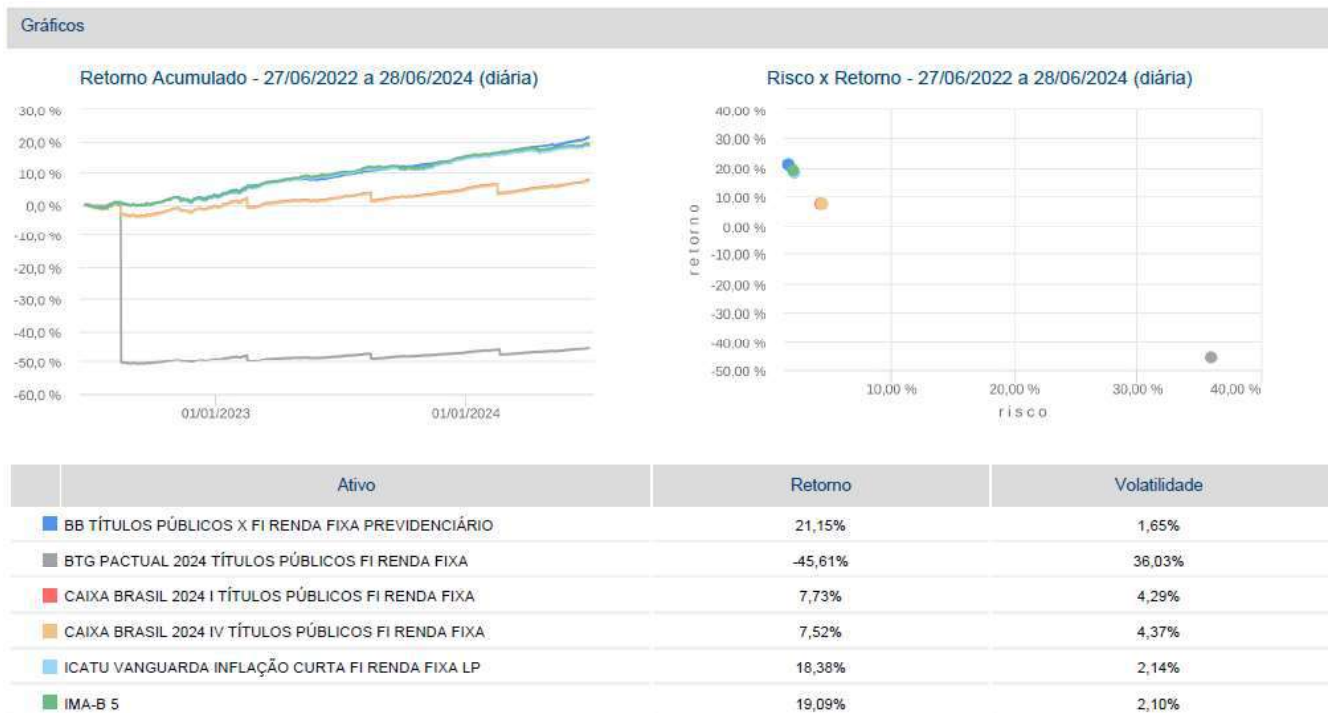 Gráficos
Retorno Acumulado - 27/06/2022 a 28/06/2024 (diária)
30,0 %
20,0 %
10,0 %
0,0 %
-10,0 %
-20,0 %
-30,0 %
-40,0 %
-50,0 %
-60,0 %
01/01/2023 01/01/2024
Risco x Retorno - 27/06/2022 a 28/06/2024 (diária)
40,00 %
30,00 %
20,00 %
10,00 %
0,00 %
-10,00 %
-20,00 %
-30,00 %
-40,00 %
-50,00 %
retorno
10,00 % 20,00 % 30,00 % 40,00 %
risco
Ativo Retorno Volatilidade
BB TÍTULOS PÚBLICOS X FI RENDA FIXA PREVIDENCIÁRIO 21,15% 1,65%
BTG PACTUAL 2024 TÍTULOS PÚBLICOS FI RENDA FIXA -45,61% 36,03%
CAIXA BRASIL 2024 I TÍTULOS PÚBLICOS FI RENDA FIXA 7,73% 4,29%
CAIXA BRASIL 2024 IV TÍTULOS PÚBLICOS FI RENDA FIXA 7,52% 4,37%
ICATU VANGUARDA INFLAÇÃO CURTA FI RENDA FIXA LP 18,38% 2,14%
IMA-B 5 19,09% 2,10%